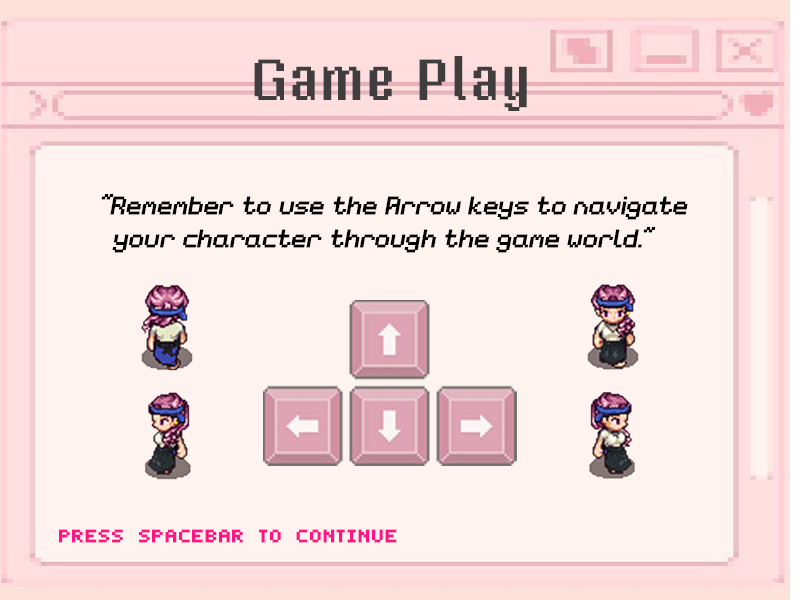 Game Play
"Remember to use the Arrow keys to navigate
your character through the game world."
PRESS SPACEBAR TO CONTINUE